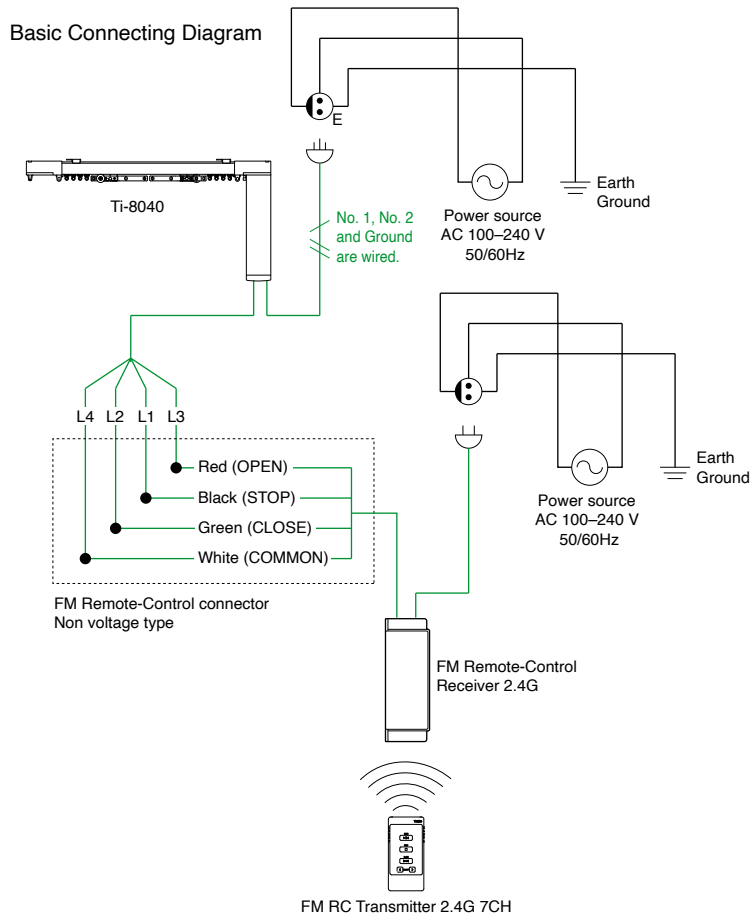 Basic Connecting Diagram
E
Ti-8040
No. 1, No. 2
and Ground
are wired.
Power source
AC 100–240 V
50/60Hz
Earth
Ground
L4 L2 L1 L3
Red (OPEN)
Black (STOP)
Green (CLOSE)
White (COMMON)
Power source
AC 100–240 V
50/60Hz
Earth
Ground
FM Remote-Control connector
Non voltage type
FM Remote-Control
Receiver 2.4G
FM RC Transmitter 2.4G 7CH